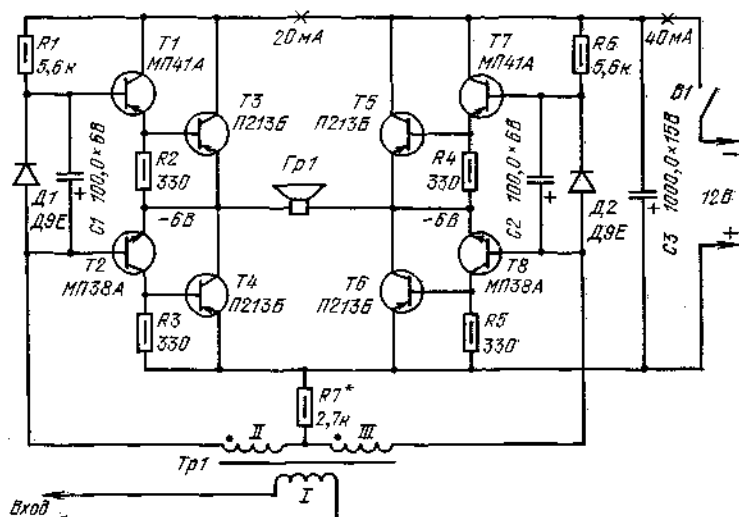 R1
5,6к
T1
МП41А
20мА
T7
МП41А
R6
5,6к
40мА
В1
T3
П213Б
T5
П213Б
Д1
Д9Е
C1
100,0×6В
+
R2
330
Гр1
-6В
-6В
R4
330
C2
100,0×6В
+
Д2
Д9Е
C3
1000,0×15В
+
−
12В
+
T2
МП38А
T4
П213Б
T6
П213Б
T8
МП38А
R3
330
R5
330
R7*
2,7к
II
III
Тр1
I
Вход